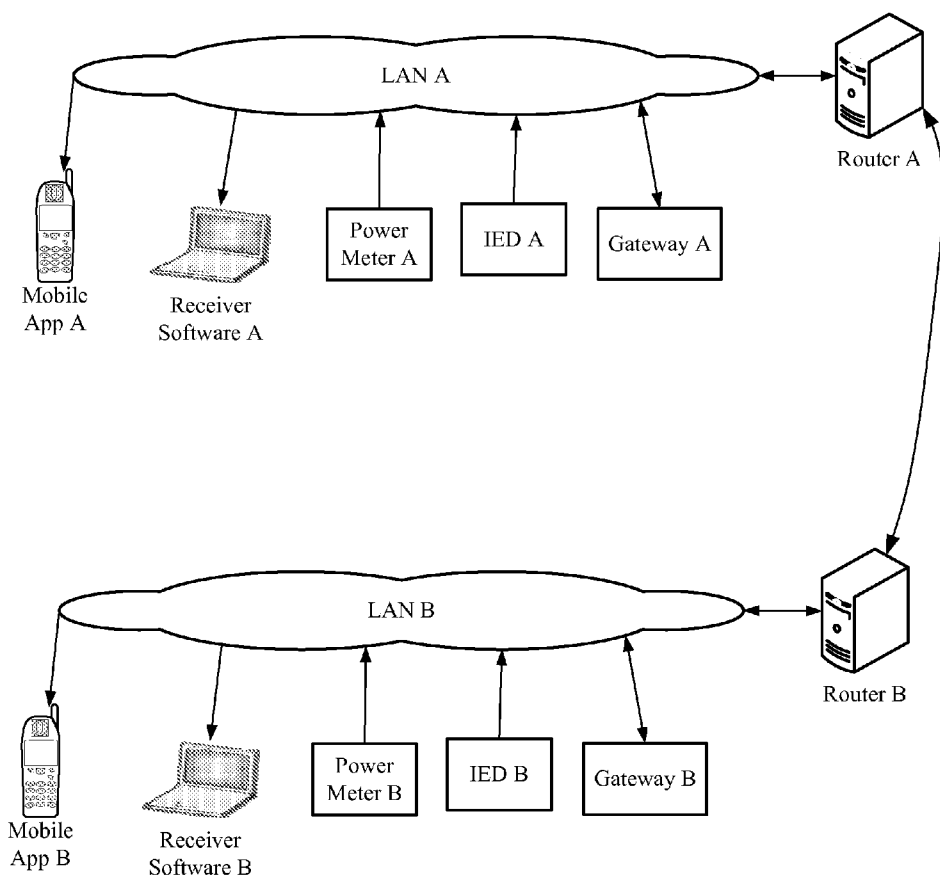 LAN A
Router A
Mobile
App A
Receiver
Software A
Power
Meter A
IED A
Gateway A
LAN B
Router B
Mobile
App B
Receiver
Software B
Power
Meter B
IED B
Gateway B